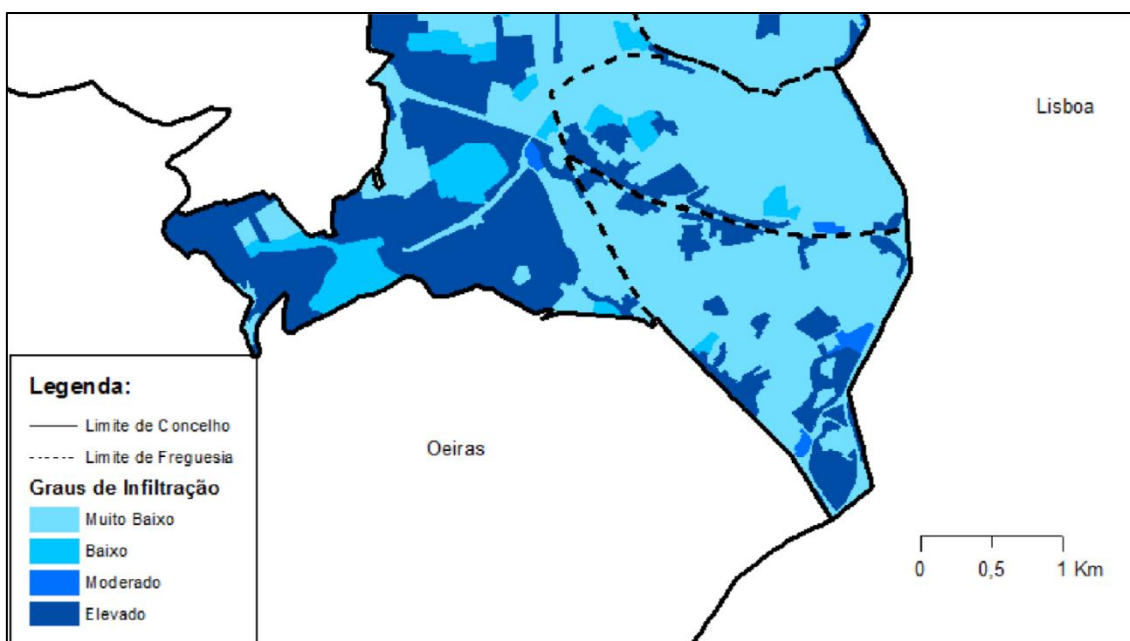 Lisboa
Oeiras
Legenda:
Limite de Concelho
Limite de Freguesia
Graus de Infiltração
Muito Baixo
Baixo
Moderado
Elevado
0 0,5 1 Km